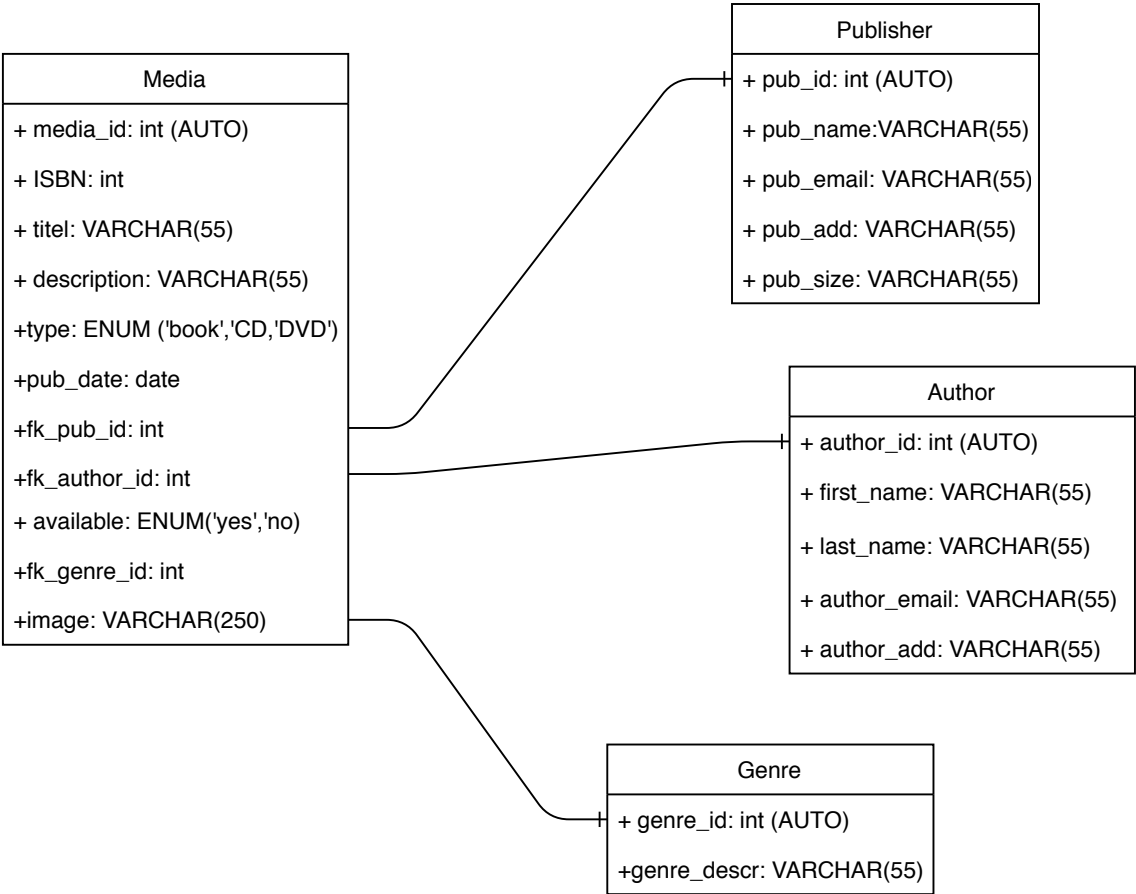 Media
+ media_id: int (AUTO)
+ ISBN: int
+ titel: VARCHAR(55)
+ description: VARCHAR(55)
+type: ENUM ('book','CD,'DVD')
+pub_date: date
+fk_pub_id: int
+fk_author_id: int
+ available: ENUM('yes','no)
+fk_genre_id: int
+image: VARCHAR(250)
Publisher
+ pub_id: int (AUTO)
+ pub_name:VARCHAR(55)
+ pub_email: VARCHAR(55)
+ pub_add: VARCHAR(55)
+ pub_size: VARCHAR(55)
Author
+ author_id: int (AUTO)
+ first_name: VARCHAR(55)
+ last_name: VARCHAR(55)
+ author_email: VARCHAR(55)
+ author_add: VARCHAR(55)
Genre
+ genre_id: int (AUTO)
+genre_descr: VARCHAR(55)